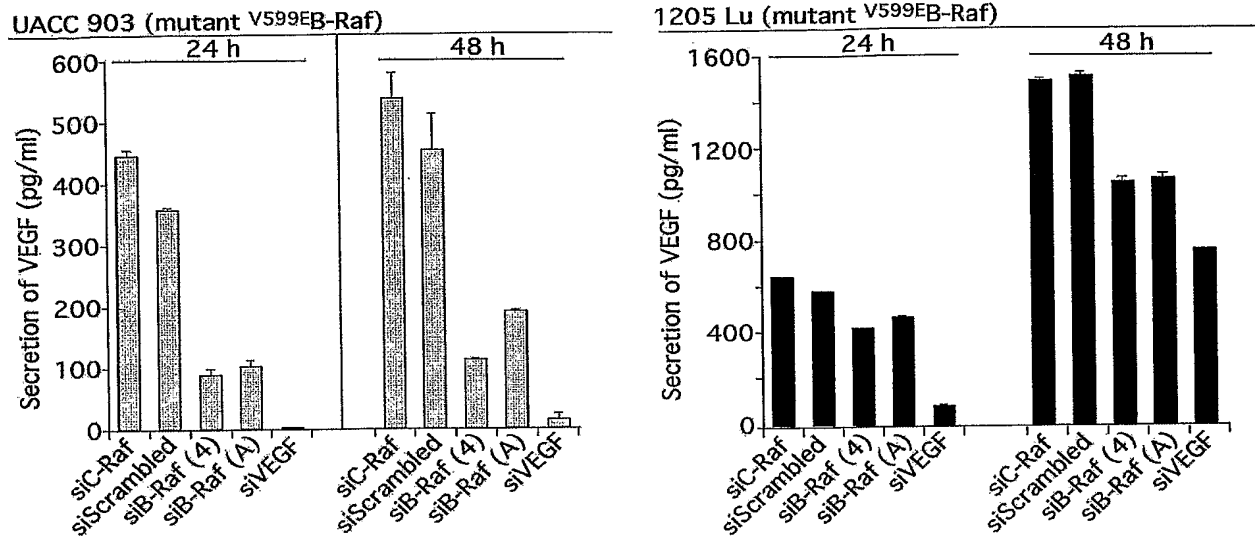 UACC 903 (mutant V599EB-Raf)
24 h
48 h
Secretion of VEGF (pg/ml)
600
500
400
300
200
100
0
siC-Raf
siScrambled
siB-Raf (4)
siB-Raf (A)
siVEGF
siC-Raf
siScrambled
siB-Raf (4)
siB-Raf (A)
siVEGF
1205 Lu (mutant V599EB-Raf)
24 h
48 h
Secretion of VEGF (pg/ml)
1600
1200
800
400
0
siC-Raf
siScrambled
siB-Raf (4)
siB-Raf (A)
siVEGF
siC-Raf
siScrambled
siB-Raf (4)
siB-Raf (A)
siVEGF